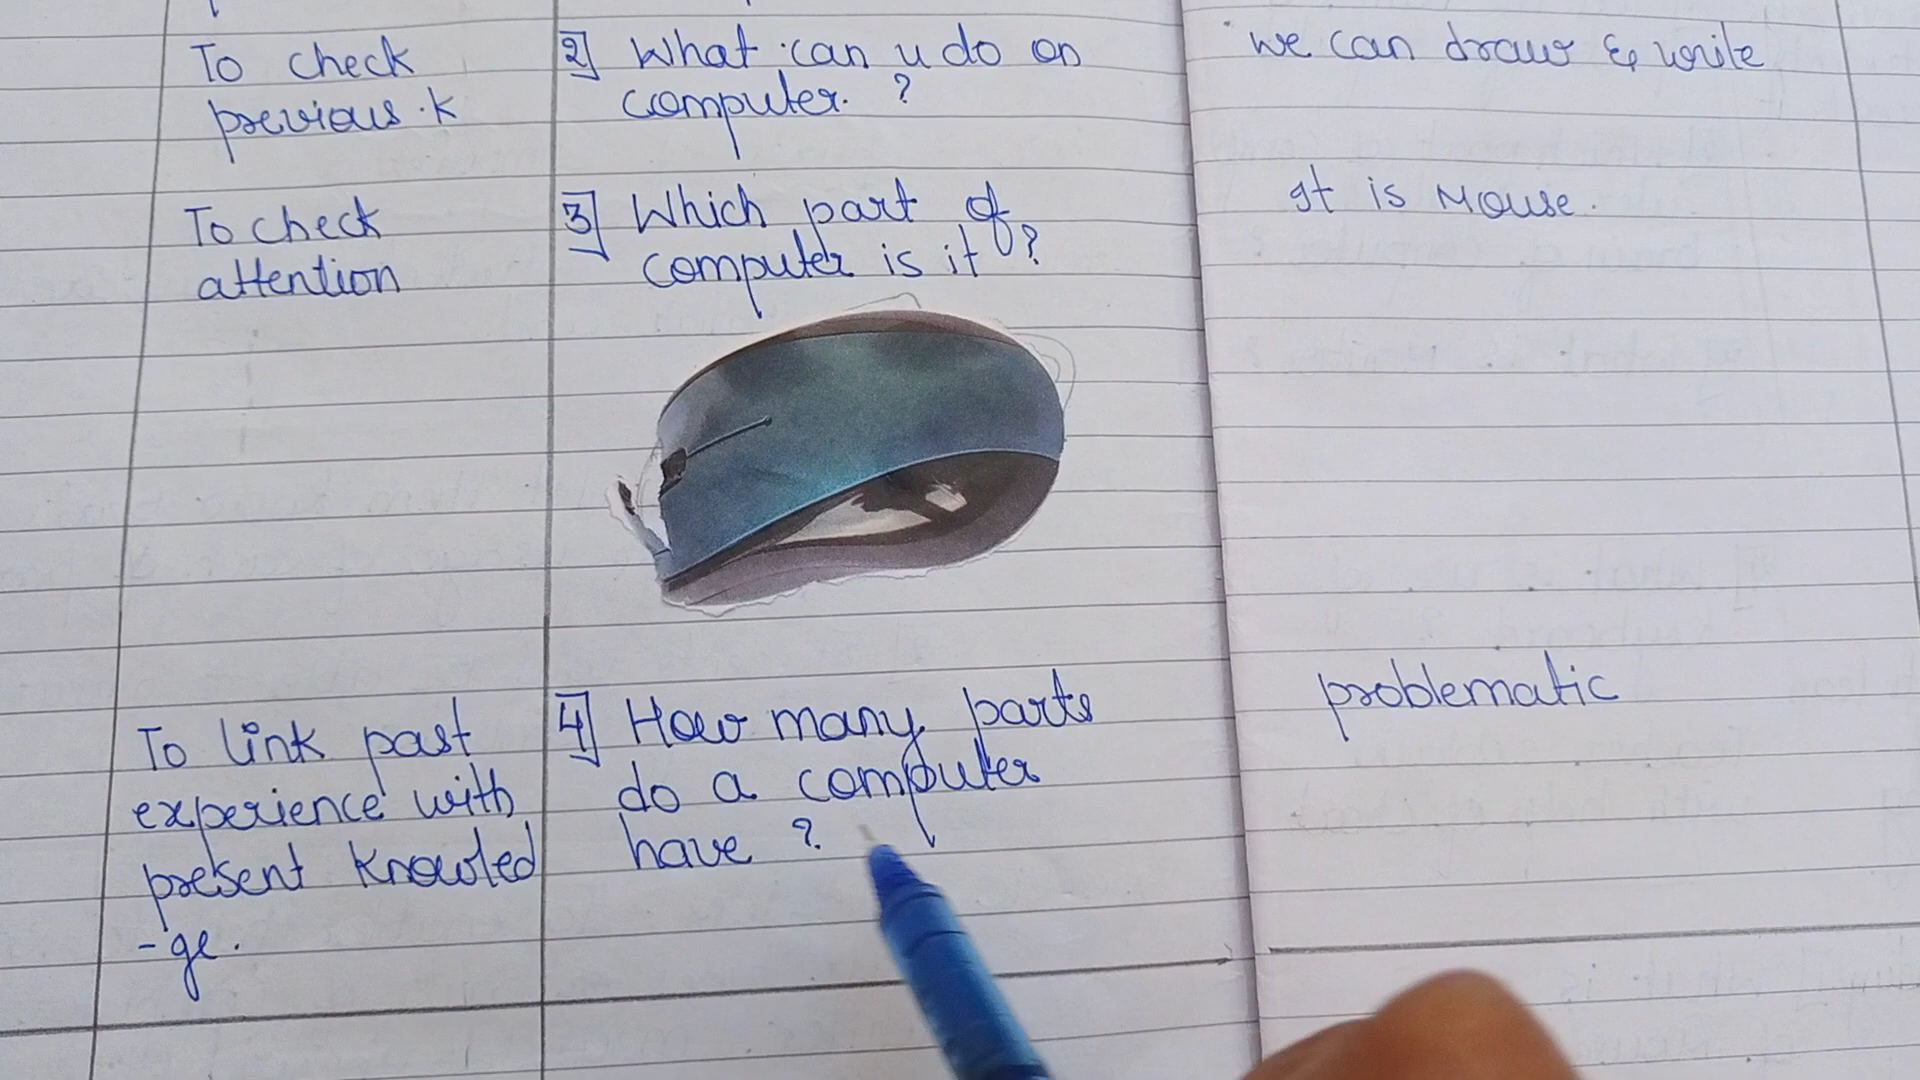 To check
previous.k
2] What can u do on
computer. ?
we can draw & write
To check
attention
3] Which part of
computer is it ?
It is Mouse.
To link past
experience with
present knowled
-ge.
4] How many parts
do a computer
have ?
problematic